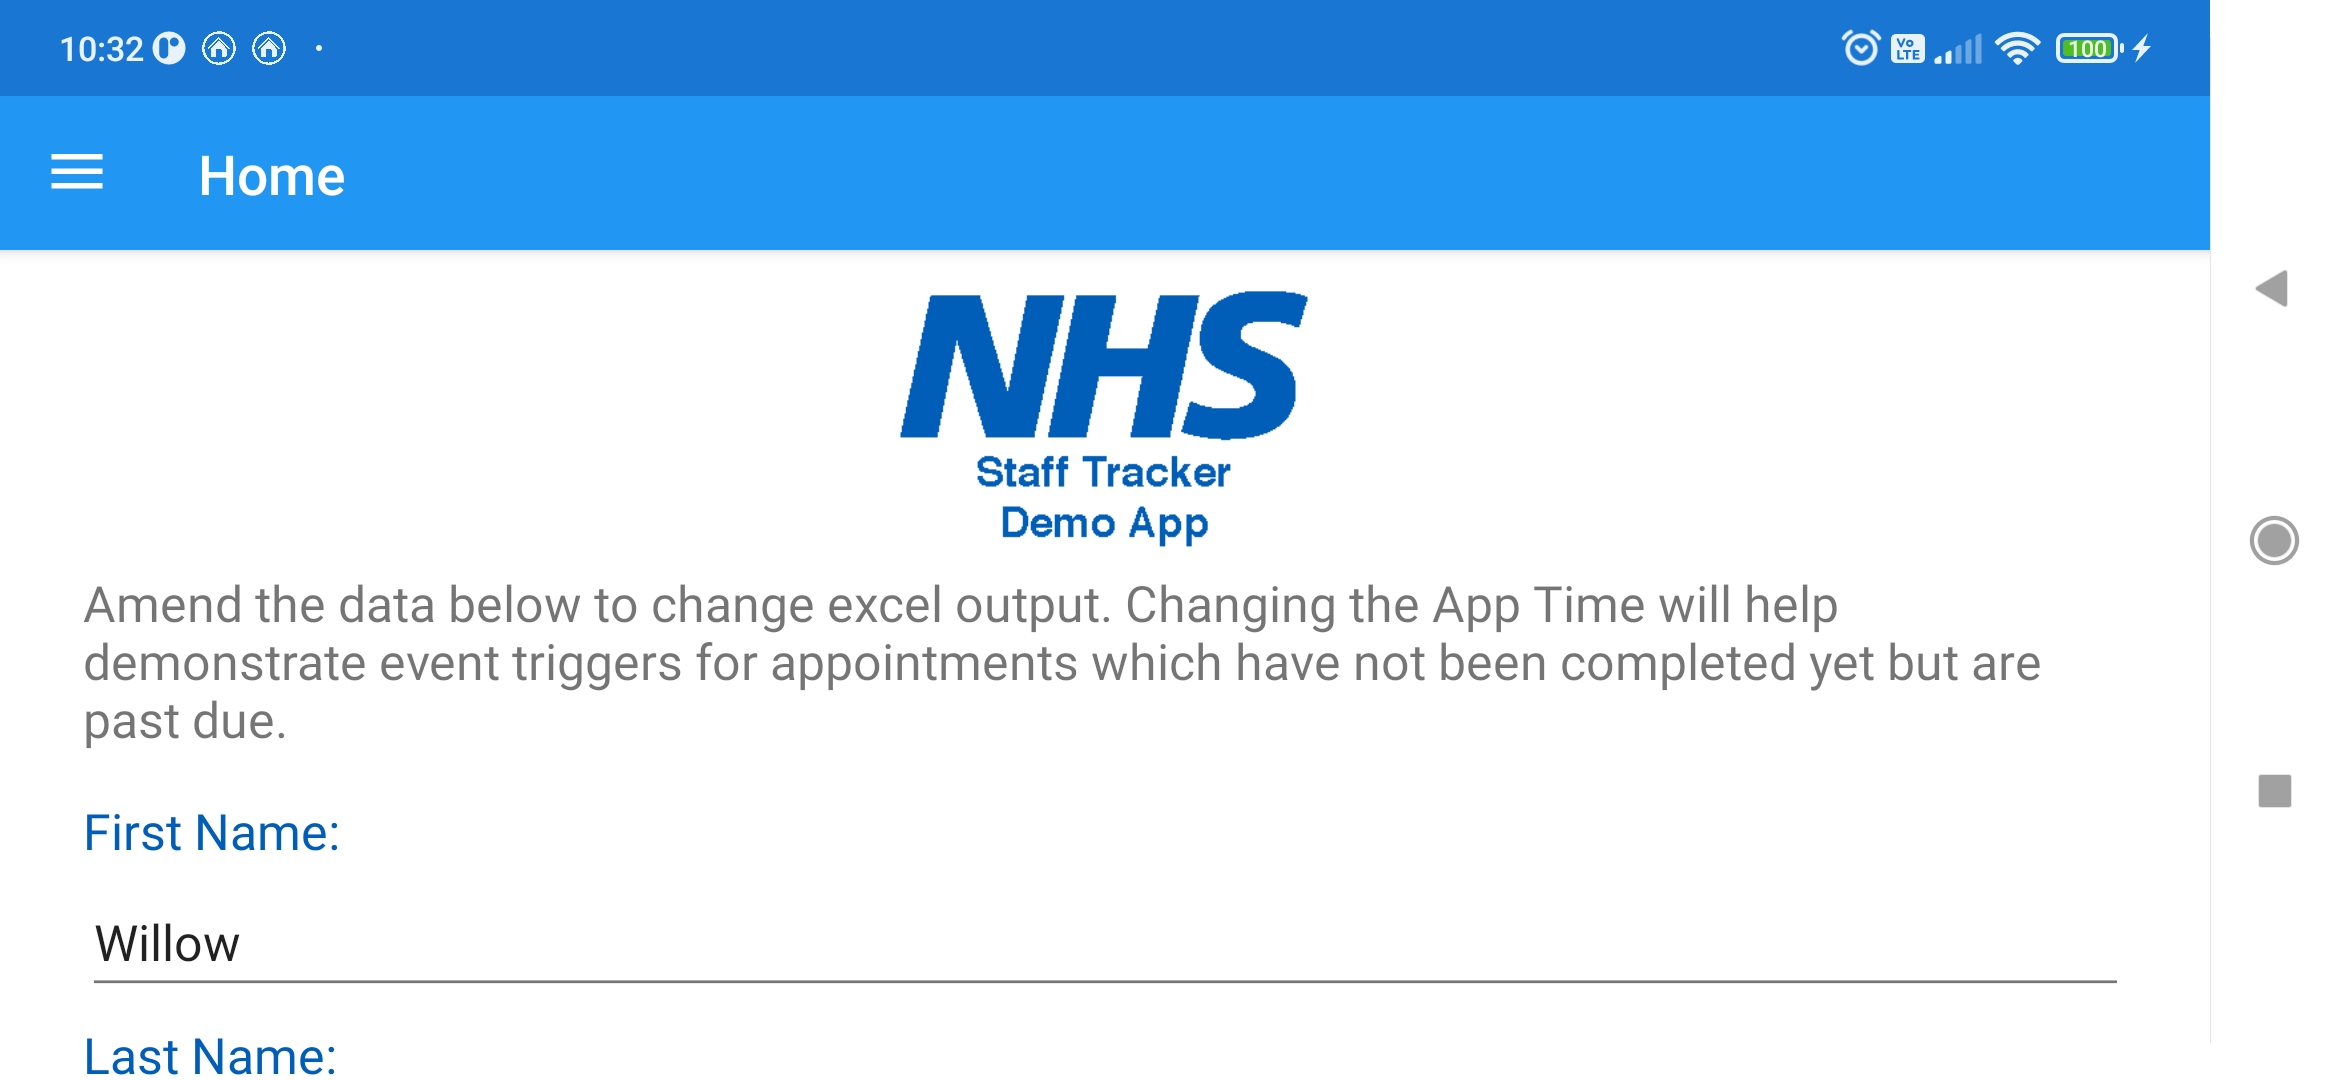 10:32
Vo
LTE
100
Home
NHS
Staff Tracker
Demo App
Amend the data below to change excel output. Changing the App Time will help
demonstrate event triggers for appointments which have not been completed yet but are
past due.
First Name:
Willow
Last Name: